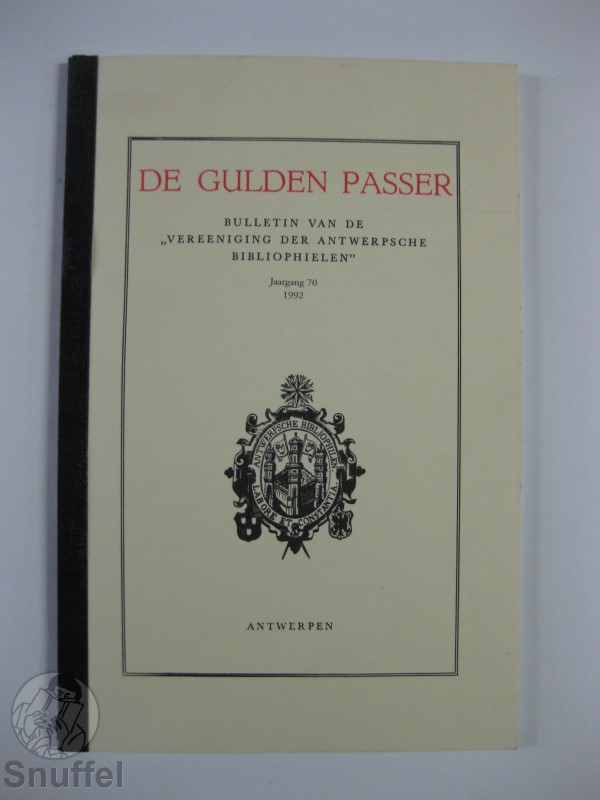 DE GULDEN PASSER
BULLETIN VAN DE
„VEREENIGING DER ANTWERPSCHE
BIBLIOPHIELEN”
Jaargang 70
1992
ANTWERPSCHE BIBLIOPHILEN
LABORE ET CONSTANTIA
ANTWERPEN
Snuffel